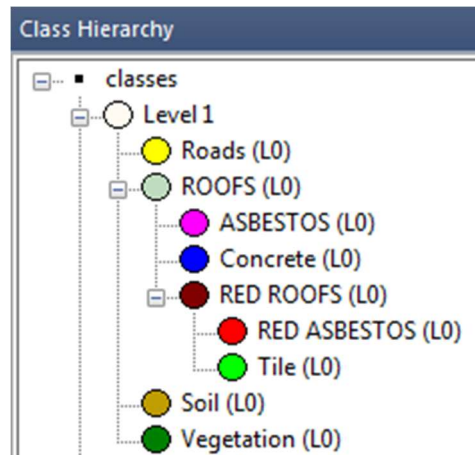 Class Hierarchy
classes
Level 1
Roads (L0)
ROOFS (L0)
ASBESTOS (L0)
Concrete (L0)
RED ROOFS (L0)
RED ASBESTOS (L0)
Tile (L0)
Soil (L0)
Vegetation (L0)